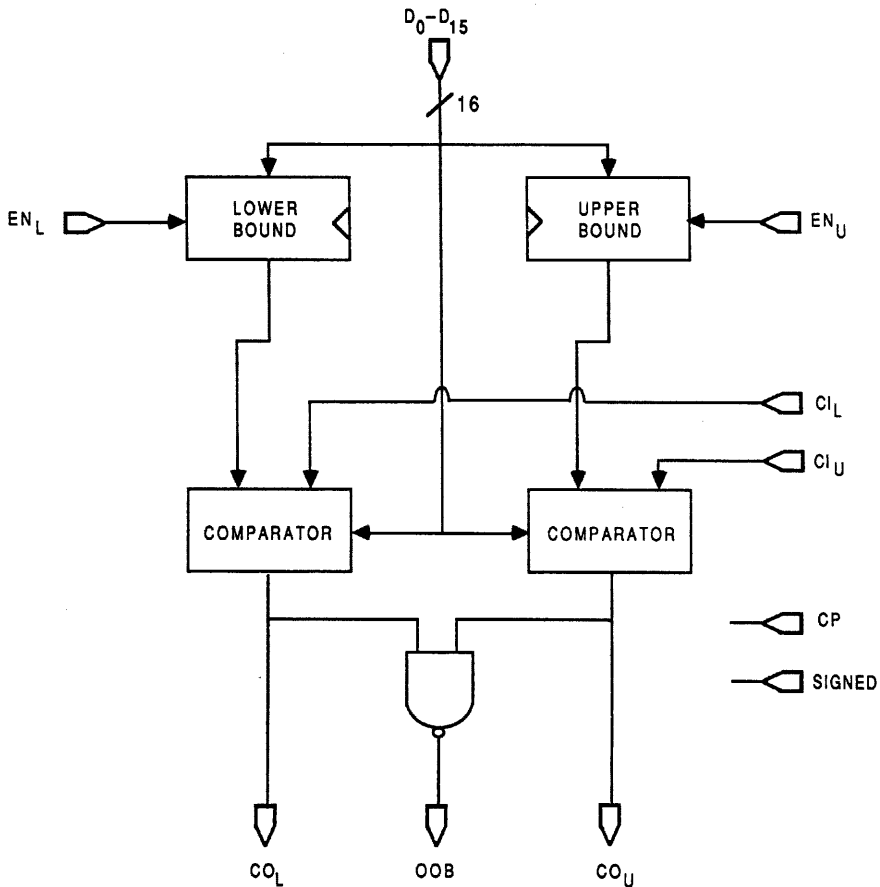 D0-D15
16
LOWER
BOUND
UPPER
BOUND
ENL
ENU
CIL
CIU
COMPARATOR
COMPARATOR
CP
SIGNED
COL
OOB
COU